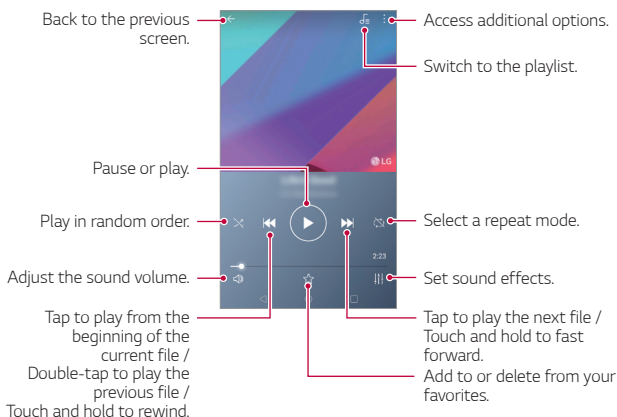 Back to the previous
screen.
Access additional options.
Switch to the playlist.
LG
Pause or play.
Play in random order.
Select a repeat mode.
2:23
Adjust the sound volume.
Set sound effects.
Tap to play from the
beginning of the
current file /
Double-tap to play the
previous file /
Touch and hold to rewind.
Tap to play the next file /
Touch and hold to fast
forward.
Add to or delete from your
favorites.